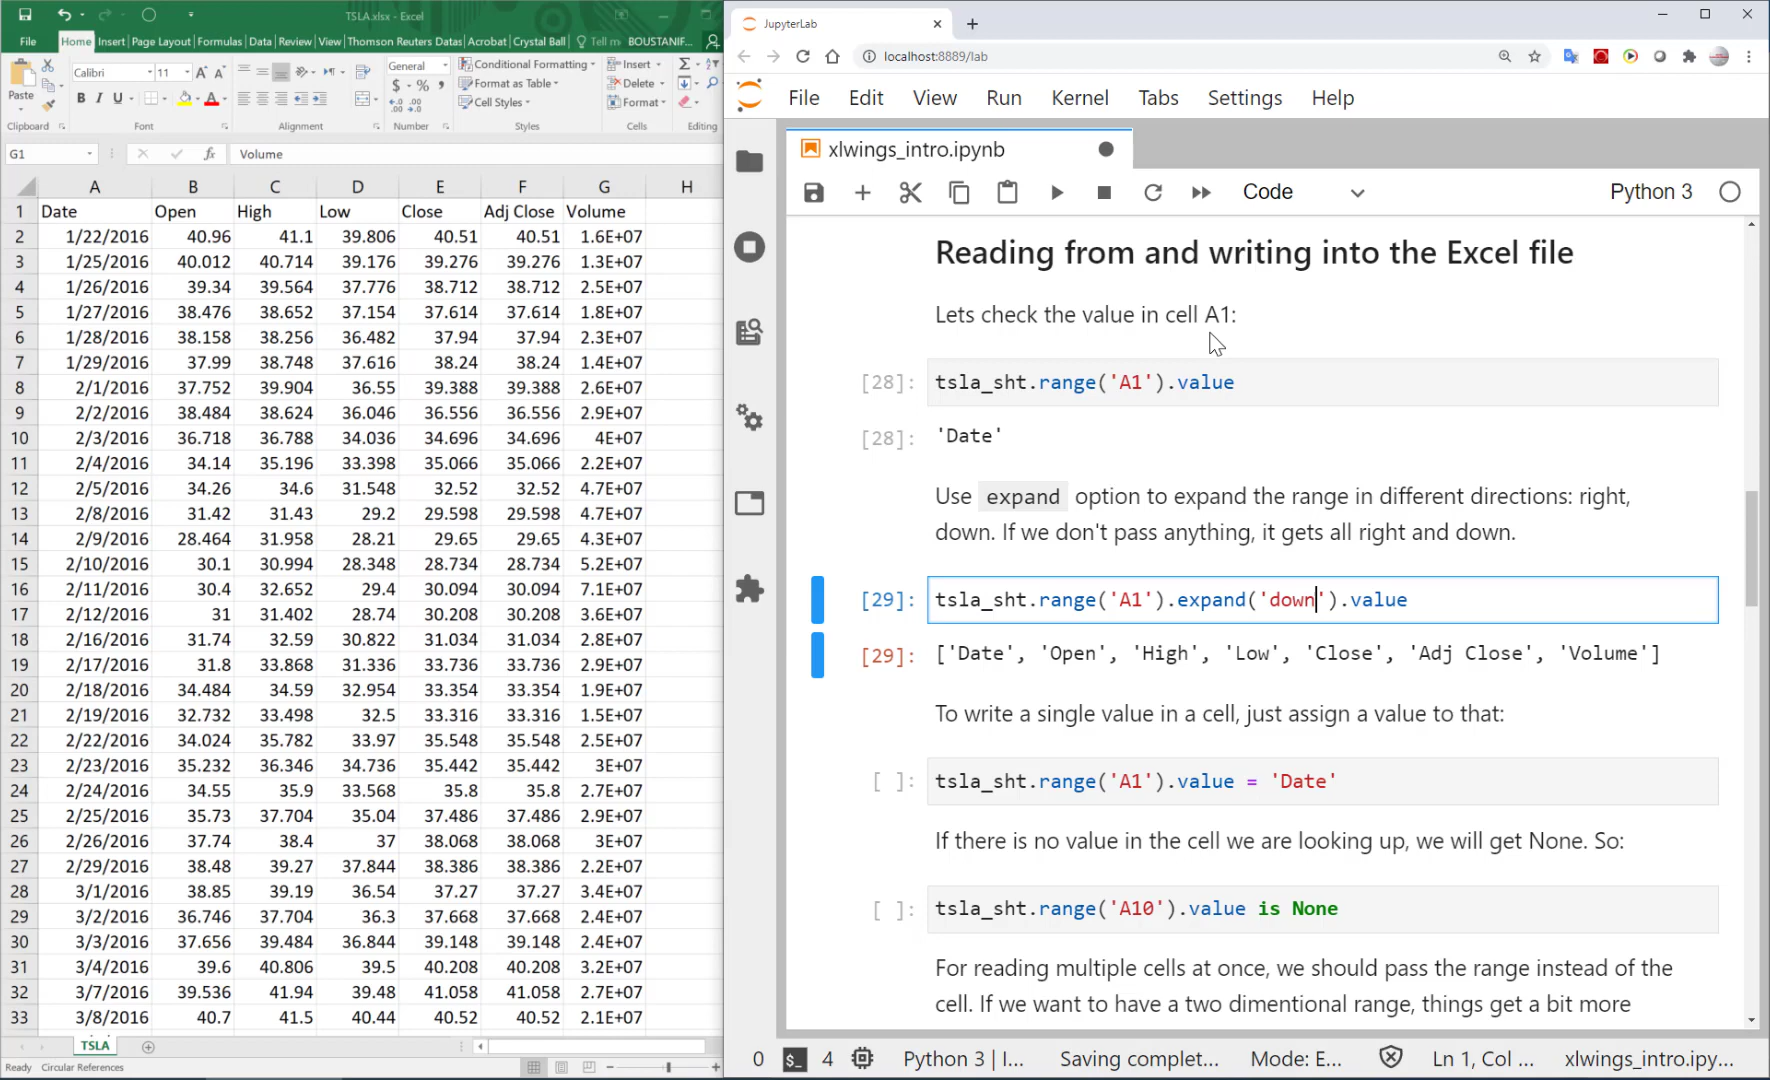 TSLA.xlsx - Excel
File Home Insert Page Layout Formulas Data Review View Thomson Reuters Datas Acrobat Crystal Ball Tell m BOUSTANIF...
Paste
Calibri 11
B I U
General
$ % ,
Conditional Formatting
Format as Table
Cell Styles
Insert
Delete
Format
Clipboard Font Alignment Number Styles Cells Editing
G1 fx Volume
A B C D E F G H
1 Date Open High Low Close Adj Close Volume
2 1/22/2016 40.96 41.1 39.806 40.51 40.51 1.6E+07
3 1/25/2016 40.012 40.714 39.176 39.276 39.276 1.3E+07
4 1/26/2016 39.34 39.564 37.776 38.712 38.712 2.5E+07
5 1/27/2016 38.476 38.652 37.154 37.614 37.614 1.8E+07
6 1/28/2016 38.158 38.256 36.482 37.94 37.94 2.3E+07
7 1/29/2016 37.99 38.748 37.616 38.24 38.24 1.4E+07
8 2/1/2016 37.752 39.904 36.55 39.388 39.388 2.6E+07
9 2/2/2016 38.484 38.624 36.046 36.556 36.556 2.9E+07
10 2/3/2016 36.718 36.788 34.036 34.696 34.696 4E+07
11 2/4/2016 34.14 35.196 33.398 35.066 35.066 2.2E+07
12 2/5/2016 34.26 34.6 31.548 32.52 32.52 4.7E+07
13 2/8/2016 31.42 31.43 29.2 29.598 29.598 4.7E+07
14 2/9/2016 28.464 31.958 28.21 29.65 29.65 4.3E+07
15 2/10/2016 30.1 30.994 28.348 28.734 28.734 5.2E+07
16 2/11/2016 30.4 32.652 29.4 30.094 30.094 7.1E+07
17 2/12/2016 31 31.402 28.74 30.208 30.208 3.6E+07
18 2/16/2016 31.74 32.59 30.822 31.034 31.034 2.8E+07
19 2/17/2016 31.8 33.868 31.336 33.736 33.736 2.9E+07
20 2/18/2016 34.484 34.59 32.954 33.354 33.354 1.9E+07
21 2/19/2016 32.732 33.498 32.5 33.316 33.316 1.5E+07
22 2/22/2016 34.024 35.782 33.97 35.548 35.548 2.5E+07
23 2/23/2016 35.232 36.346 34.736 35.442 35.442 3E+07
24 2/24/2016 34.55 35.9 33.568 35.8 35.8 2.7E+07
25 2/25/2016 35.73 37.704 35.04 37.486 37.486 2.9E+07
26 2/26/2016 37.74 38.4 37 38.068 38.068 3E+07
27 2/29/2016 38.48 39.27 37.844 38.386 38.386 2.2E+07
28 3/1/2016 38.85 39.19 36.54 37.27 37.27 3.4E+07
29 3/2/2016 36.746 37.704 36.3 37.668 37.668 2.4E+07
30 3/3/2016 37.656 39.484 36.844 39.148 39.148 2.4E+07
31 3/4/2016 39.6 40.806 39.5 40.208 40.208 3.2E+07
32 3/7/2016 39.536 41.94 39.48 41.058 41.058 2.7E+07
33 3/8/2016 40.7 41.5 40.44 40.52 40.52 2.1E+07
TSLA
Ready Circular References
JupyterLab
localhost:8889/lab
File Edit View Run Kernel Tabs Settings Help
xlwings_intro.ipynb
Code Python 3
Reading from and writing into the Excel file
Lets check the value in cell A1:
[28]: tsla_sht.range('A1').value
[28]: 'Date'
Use expand option to expand the range in different directions: right,
down. If we don't pass anything, it gets all right and down.
[29]: tsla_sht.range('A1').expand('down').value
[29]: ['Date', 'Open', 'High', 'Low', 'Close', 'Adj Close', 'Volume']
To write a single value in a cell, just assign a value to that:
[ ]: tsla_sht.range('A1').value = 'Date'
If there is no value in the cell we are looking up, we will get None. So:
[ ]: tsla_sht.range('A10').value is None
For reading multiple cells at once, we should pass the range instead of the
cell. If we want to have a two dimentional range, things get a bit more
0 $_ 4 Python 3 | I... Saving complet... Mode: E... Ln 1, Col ... xlwings_intro.ipy...